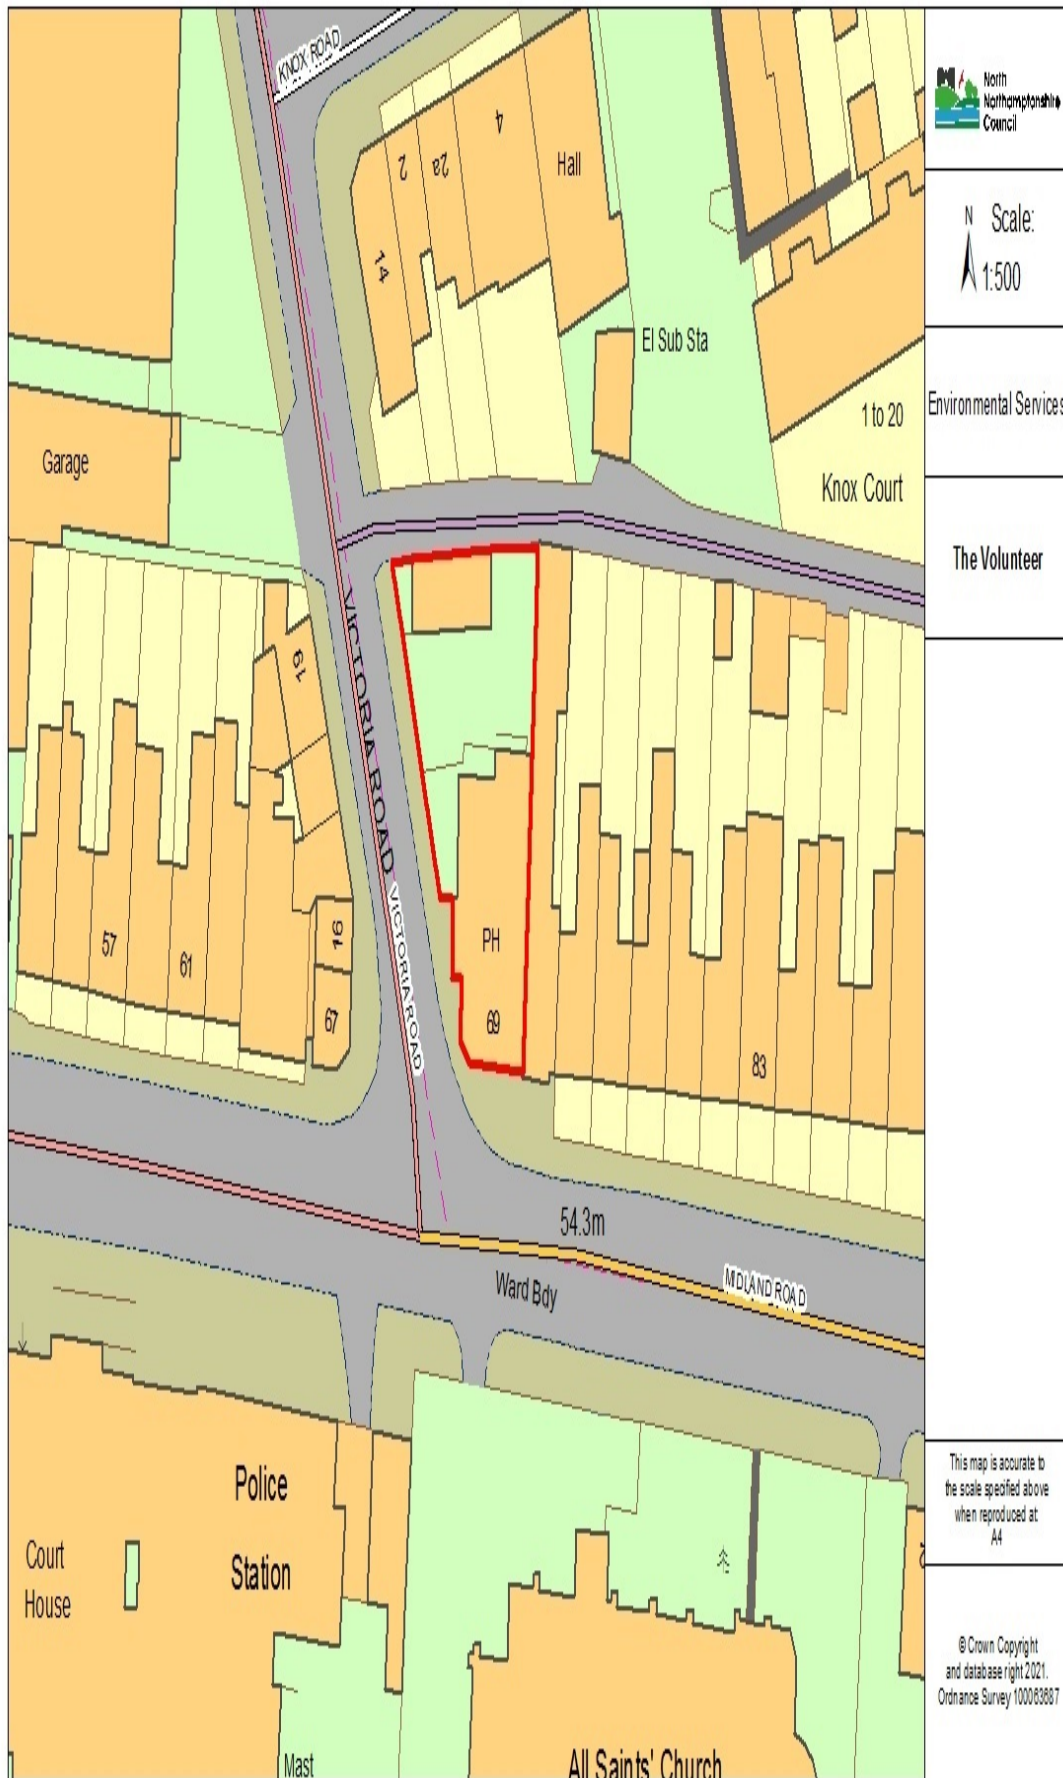 KNOX ROAD
2
2a
4
Hall
14
El Sub Sta
1 to 20
Knox Court
Garage
19
VICTORIA ROAD
VICTORIA ROAD
PH
69
57
61
16
67
83
54.3m
Ward Bdy
MIDLAND ROAD
Police
Station
Court
House
Mast
All Saints' Church
North
Northamptonshire
Council
N
Scale:
1:500
Environmental Services
The Volunteer
This map is accurate to
the scale specified above
when reproduced at
A4
© Crown Copyright
and database right 2021.
Ordnance Survey 100063687